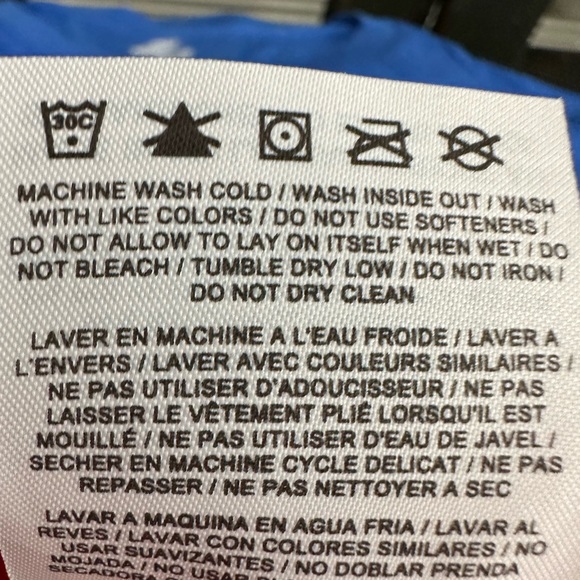 30C
MACHINE WASH COLD / WASH INSIDE OUT / WASH
WITH LIKE COLORS / DO NOT USE SOFTENERS /
DO NOT ALLOW TO LAY ON ITSELF WHEN WET / DO
NOT BLEACH / TUMBLE DRY LOW / DO NOT IRON /
DO NOT DRY CLEAN
LAVER EN MACHINE A L'EAU FROIDE / LAVER A
L'ENVERS / LAVER AVEC COULEURS SIMILAIRES /
NE PAS UTILISER D'ADOUCISSEUR / NE PAS
LAISSER LE VÊTEMENT PLIÉ LORSQU'IL EST
MOUILLÉ / NE PAS UTILISER D'EAU DE JAVEL /
SECHER EN MACHINE CYCLE DELICAT / NE PAS
REPASSER / NE PAS NETTOYER A SEC
LAVAR A MAQUINA EN AGUA FRIA / LAVAR AL
REVES / LAVAR CON COLORES SIMILARES / NO
USAR SUAVIZANTES / NO DOBLAR PRENDA
MOJADA / NO USAR
SECADORA